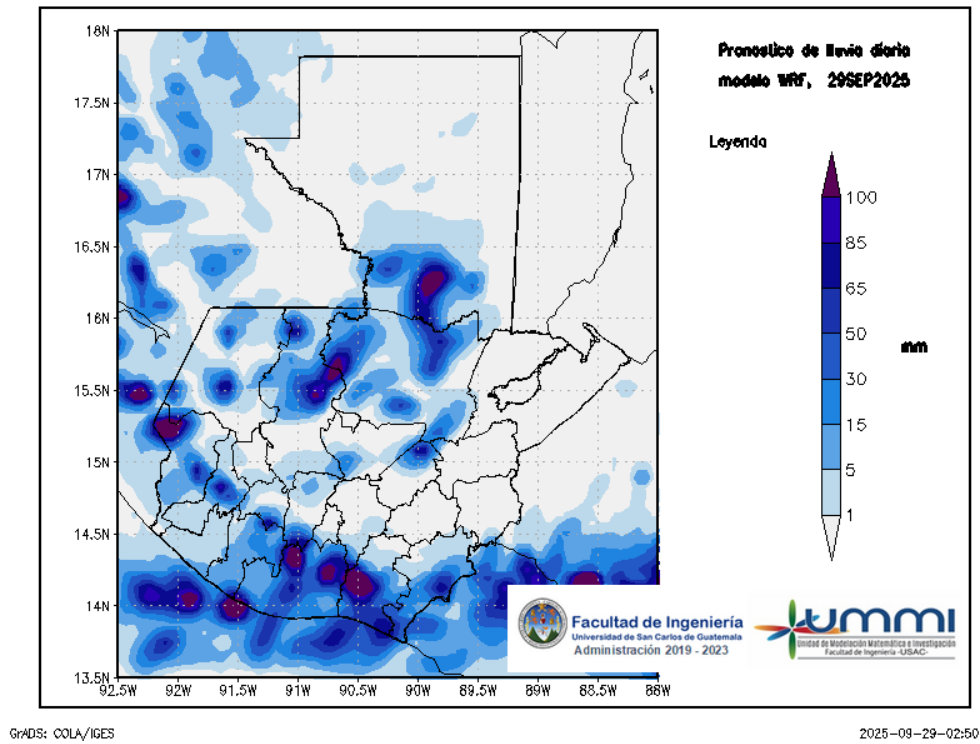 Pronostico de lluvia diaria
modelo WRF, 29SEP2025
Leyenda
100
85
65
50
30
15
5
1
mm
18N
17.5N
17N
16.5N
16N
15.5N
15N
14.5N
14N
13.5N
92.5W 92W 91.5W 91W 90.5W 90W 89.5W 89W 88.5W 88W
Facultad de Ingeniería
Universidad de San Carlos de Guatemala
Administración 2019 - 2023
ummi
Unidad de Modelación Matemática e Investigación
Facultad de Ingeniería -USAC-
GrADS: COLA/IGES
2025-09-29-02:50